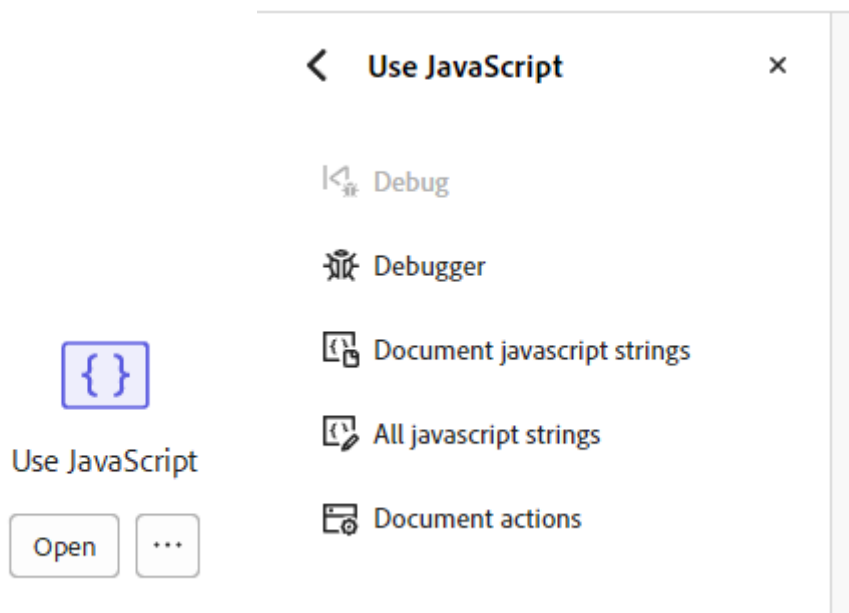 Use JavaScript
Open
...
Use JavaScript
Debug
Debugger
Document javascript strings
All javascript strings
Document actions